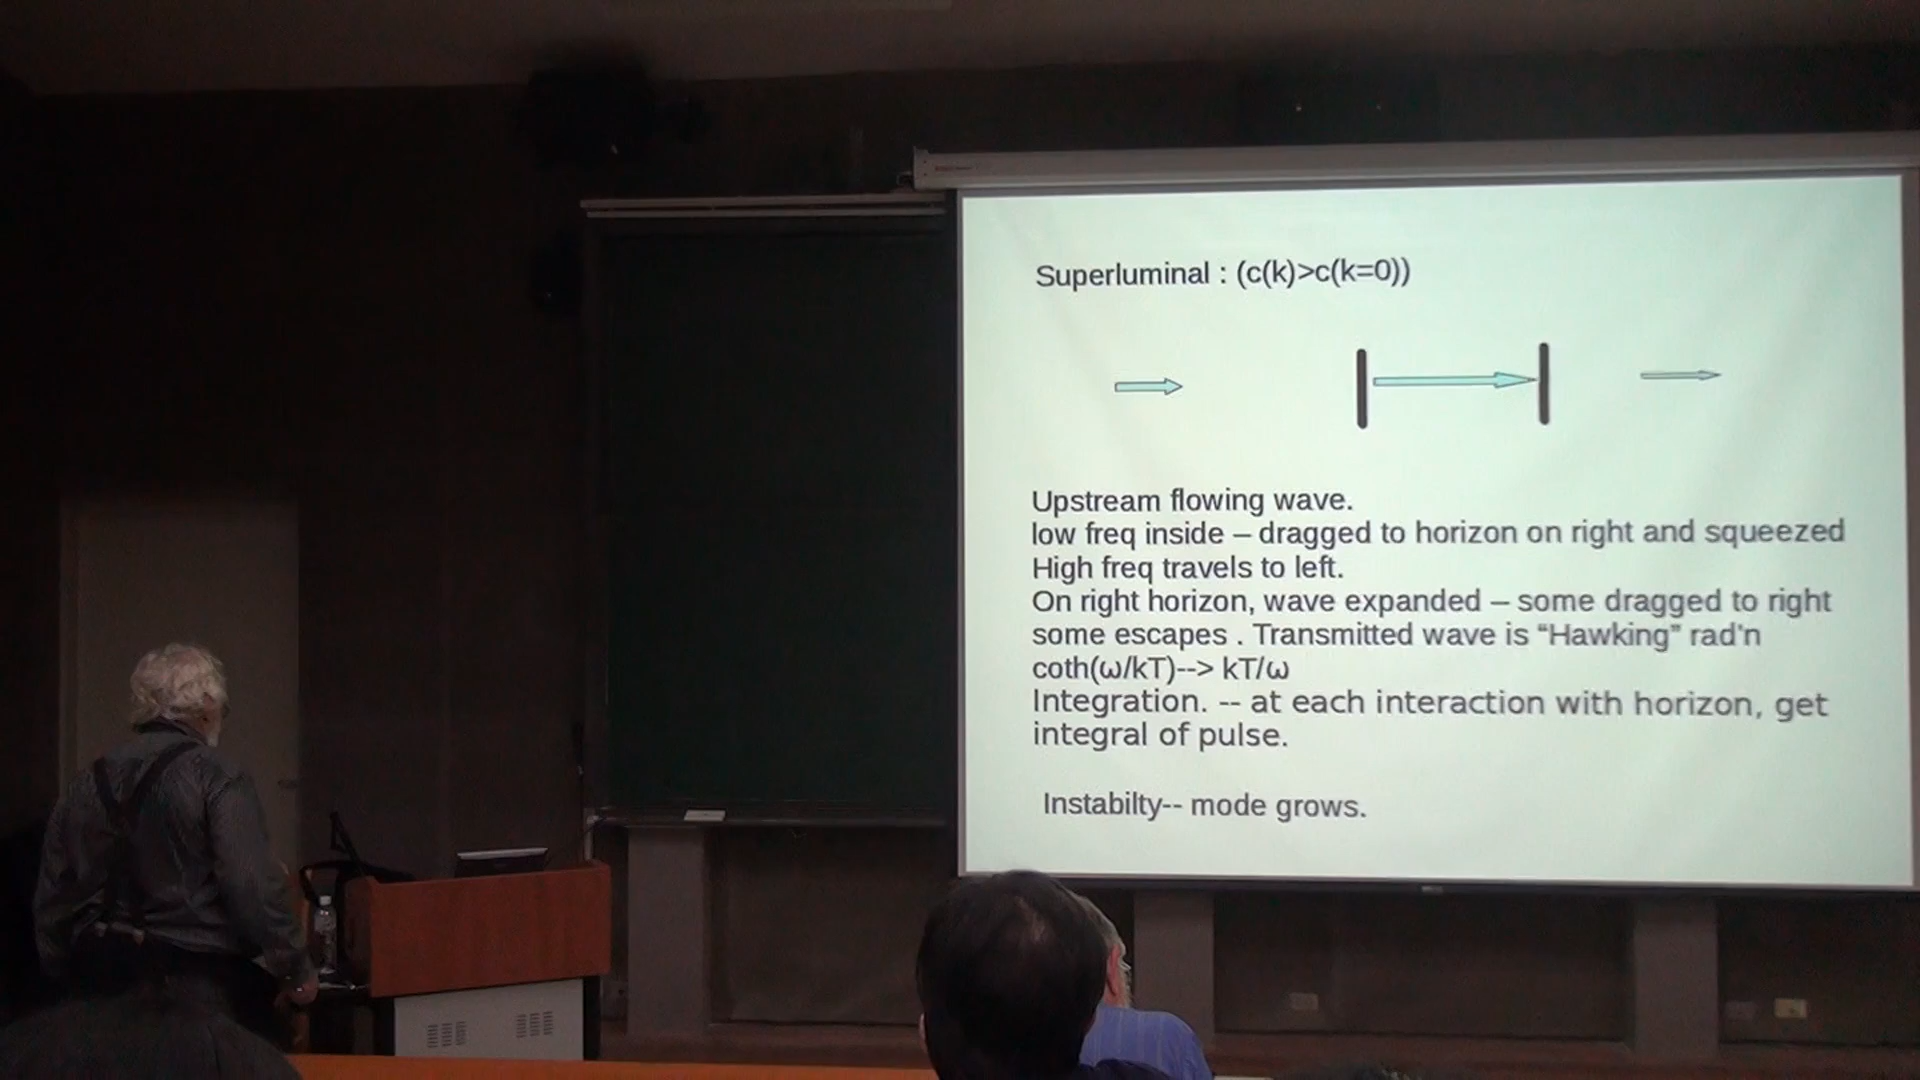 Superluminal : (c(k)>c(k=0))
Upstream flowing wave.
low freq inside – dragged to horizon on right and squeezed
High freq travels to left.
On right horizon, wave expanded – some dragged to right
some escapes . Transmitted wave is “Hawking” rad'n
coth(ω/kT)--> kT/ω
Integration. -- at each interaction with horizon, get
integral of pulse.
Instabilty-- mode grows.